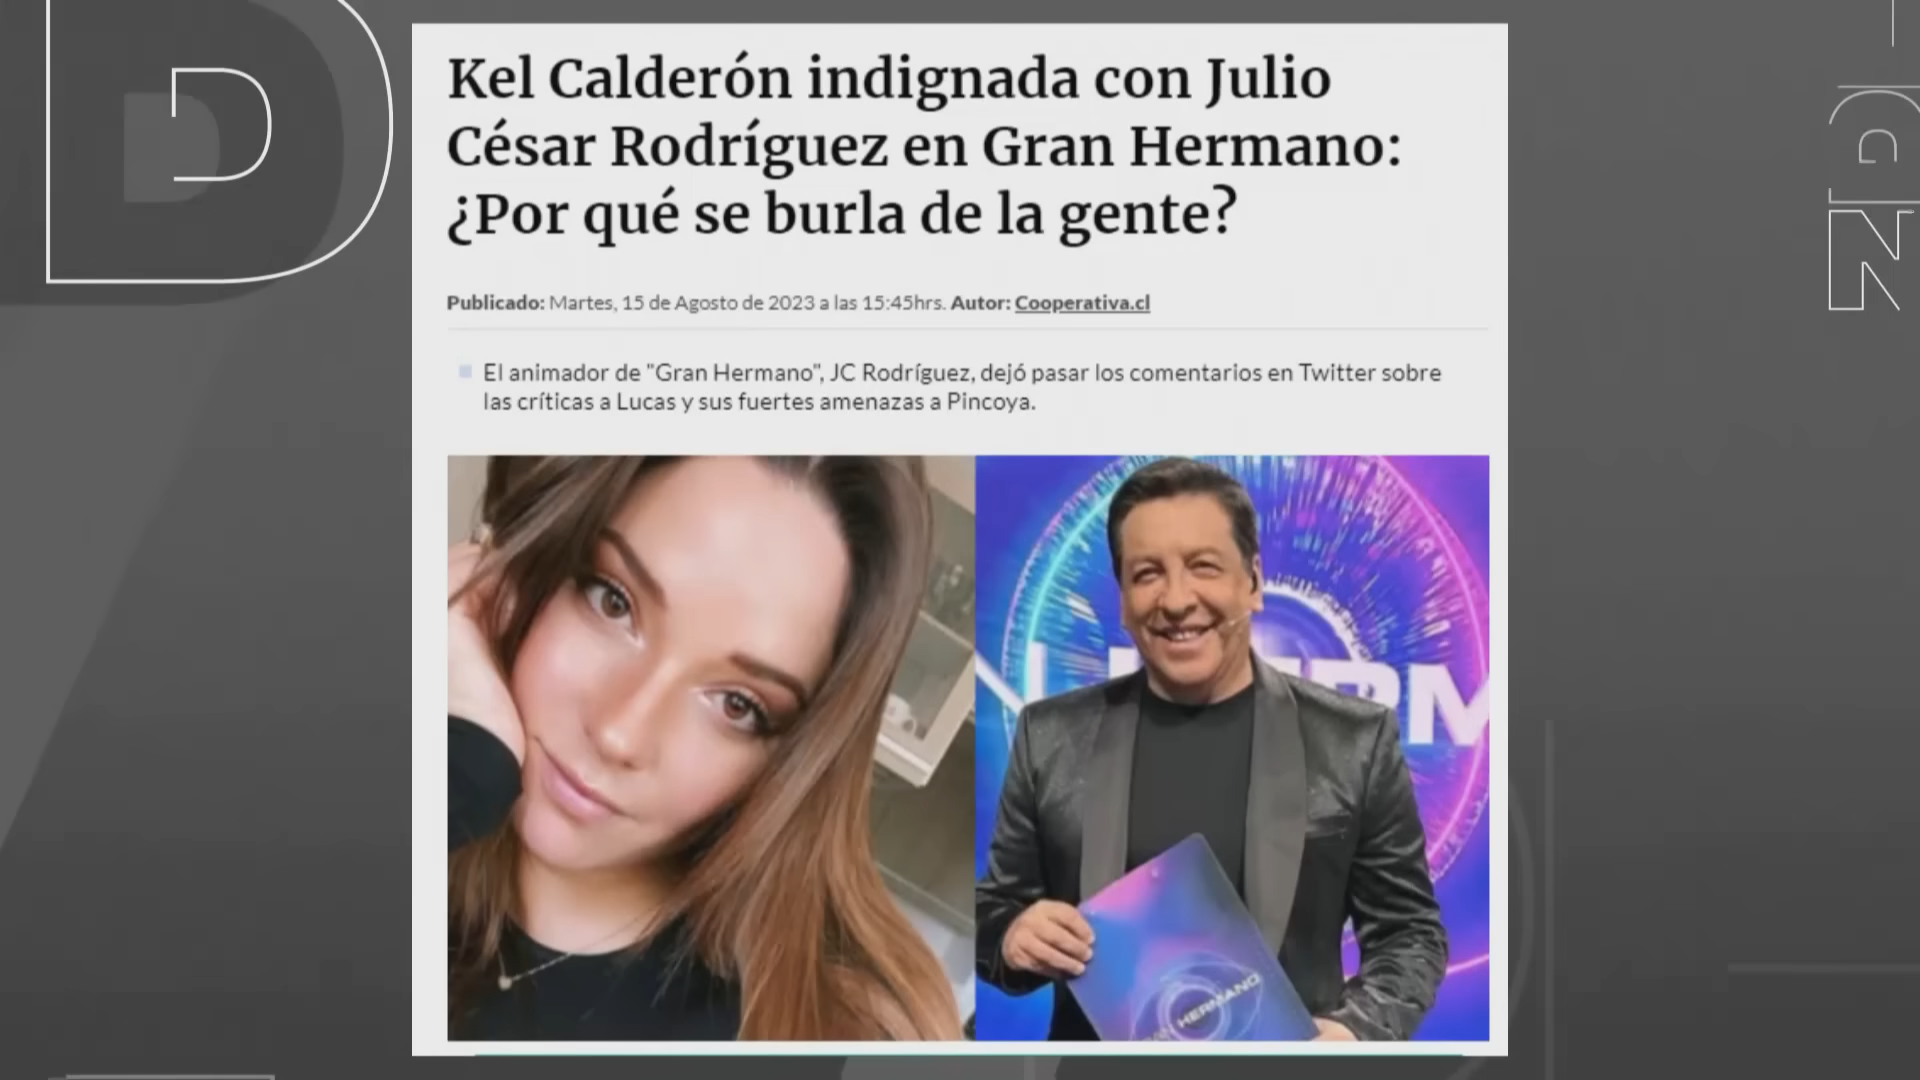 Kel Calderón indignada con Julio
César Rodríguez en Gran Hermano:
¿Por qué se burla de la gente?
Publicado: Martes, 15 de Agosto de 2023 a las 15:45hrs. Autor: Cooperativa.cl
El animador de "Gran Hermano", JC Rodríguez, dejó pasar los comentarios en Twitter sobre
las críticas a Lucas y sus fuertes amenazas a Pincoya.
HERMANO
D
D
G
N